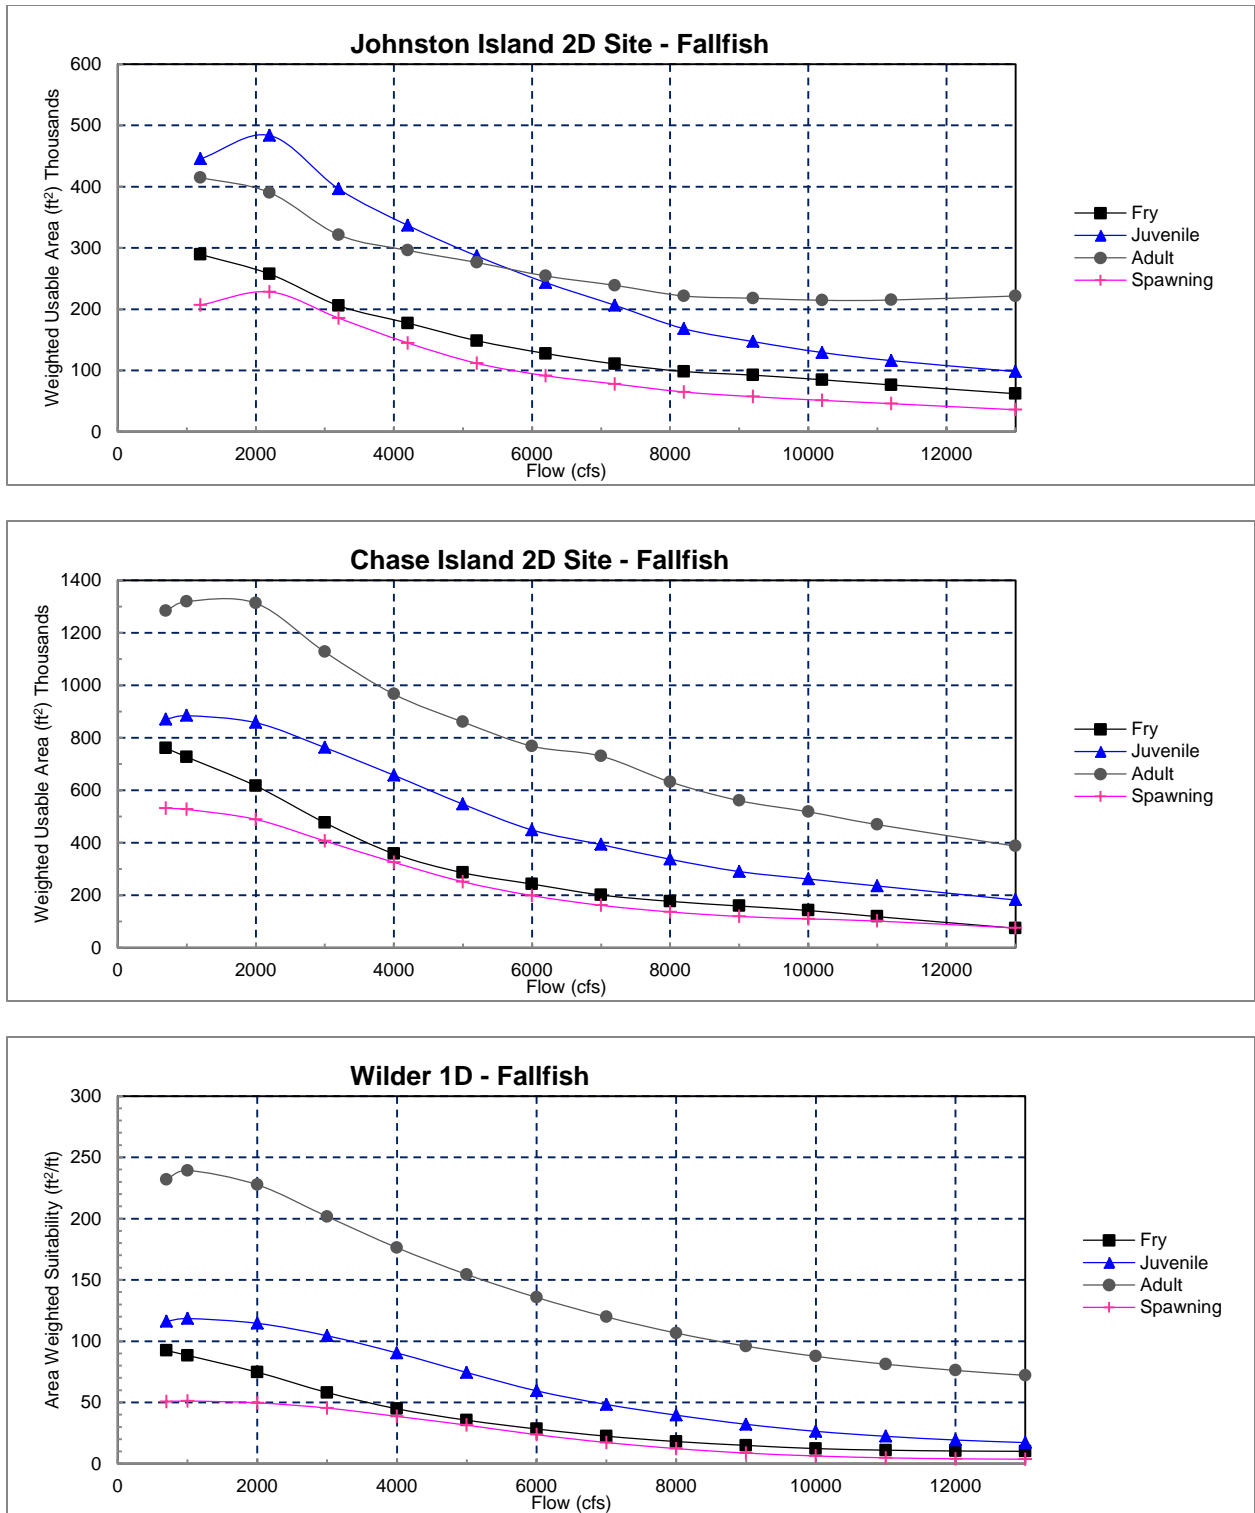 Johnston Island 2D Site - Fallfish
600
500
400
300
200
100
0
Weighted Usable Area (ft²) Thousands
0 2000 4000 6000 8000 10000 12000
Flow (cfs)
Fry
Juvenile
Adult
Spawning
Chase Island 2D Site - Fallfish
1400
1200
1000
800
600
400
200
0
Weighted Usable Area (ft²) Thousands
0 2000 4000 6000 8000 10000 12000
Flow (cfs)
Fry
Juvenile
Adult
Spawning
Wilder 1D - Fallfish
300
250
200
150
100
50
0
Area Weighted Suitability (ft²/ft)
0 2000 4000 6000 8000 10000 12000
Flow (cfs)
Fry
Juvenile
Adult
Spawning